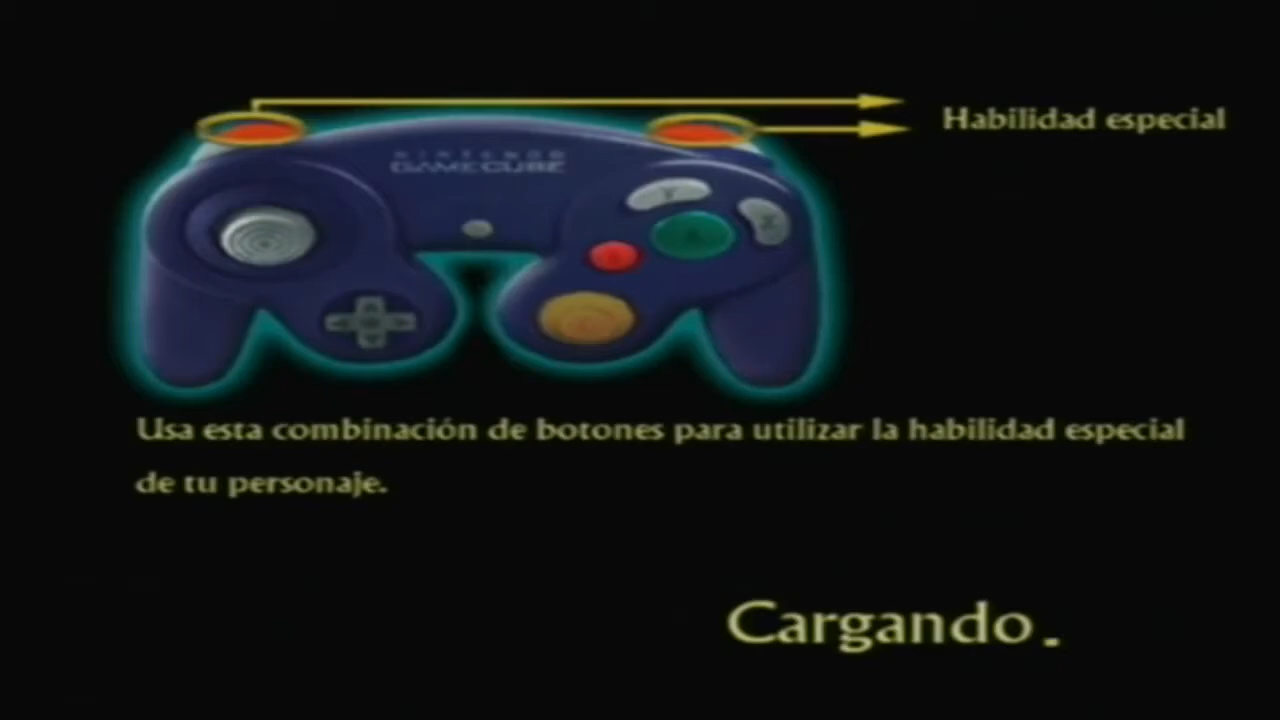 Habilidad especial
NINTENDO
GAMECUBE
Y
X
Usa esta combinación de botones para utilizar la habilidad especial
de tu personaje.
Cargando.